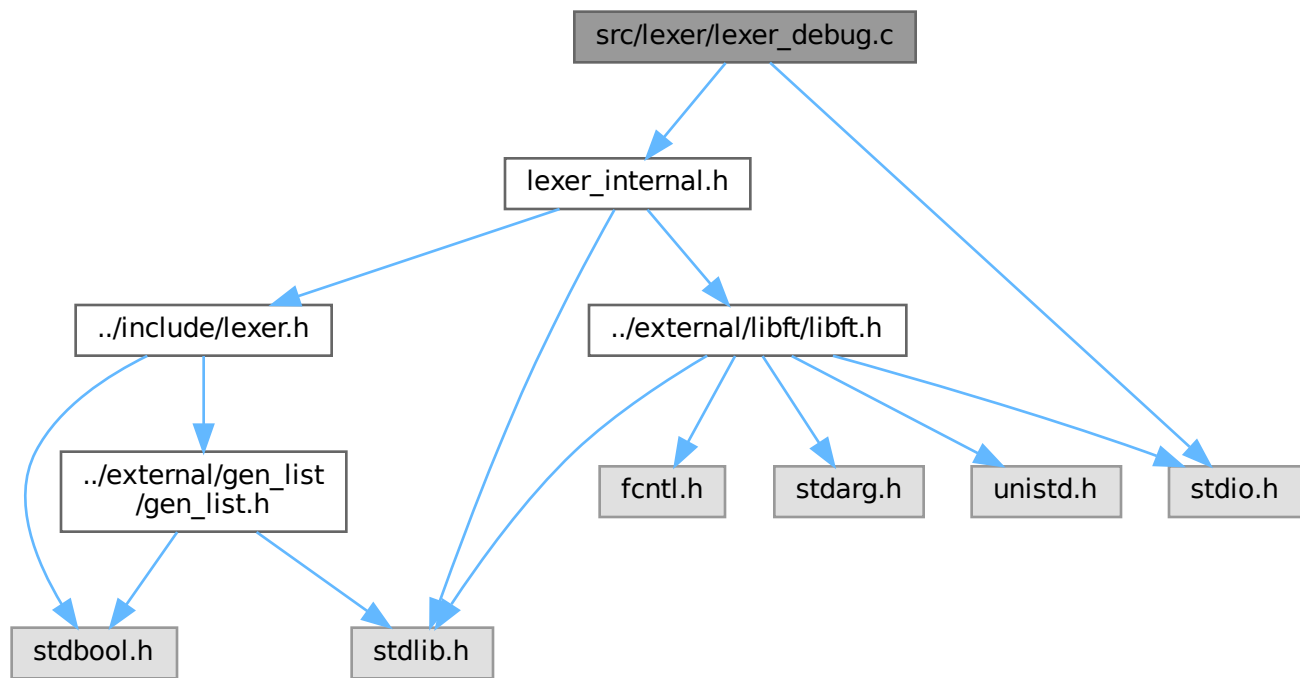 src/lexer/lexer_debug.c
lexer_internal.h
../include/lexer.h
../external/libft/libft.h
../external/gen_list
/gen_list.h
fcntl.h
stdarg.h
unistd.h
stdio.h
stdbool.h
stdlib.h